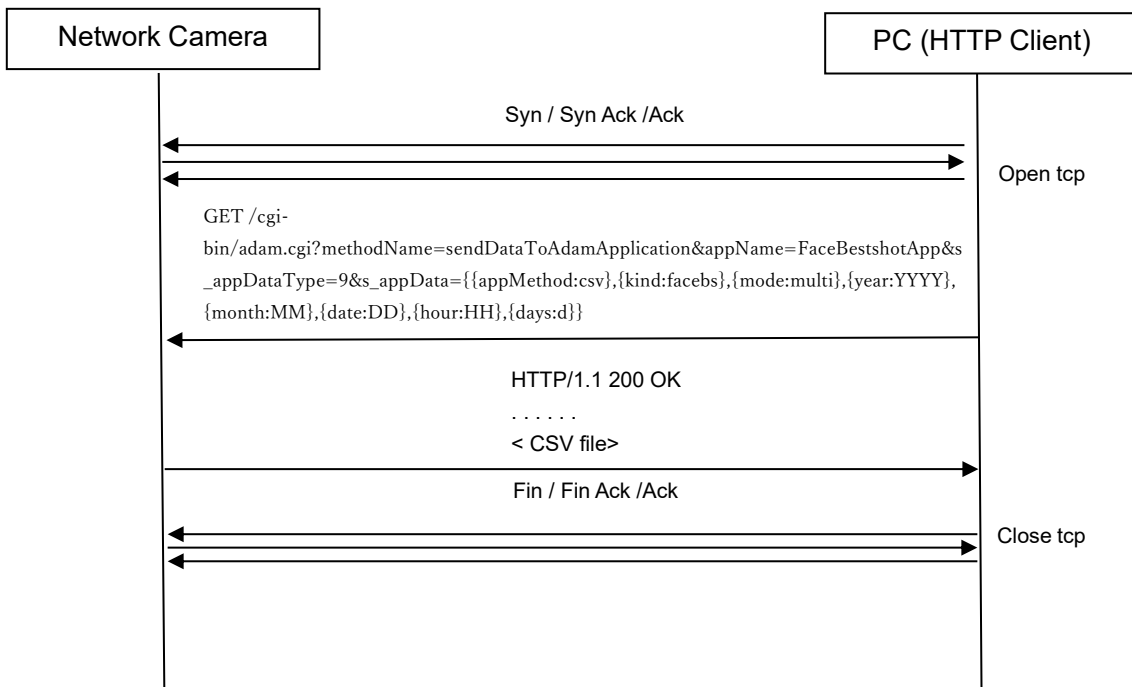 Network Camera
PC (HTTP Client)
Syn / Syn Ack /Ack
Open tcp
GET /cgi-
bin/adam.cgi?methodName=sendDataToAdamApplication&appName=FaceBestshotApp&s
_appDataType=9&s_appData={{appMethod:csv},{kind:facebs},{mode:multi},{year:YYYY},
{month:MM},{date:DD},{hour:HH},{days:d}}
HTTP/1.1 200 OK
. . . . . .
< CSV file>
Fin / Fin Ack /Ack
Close tcp